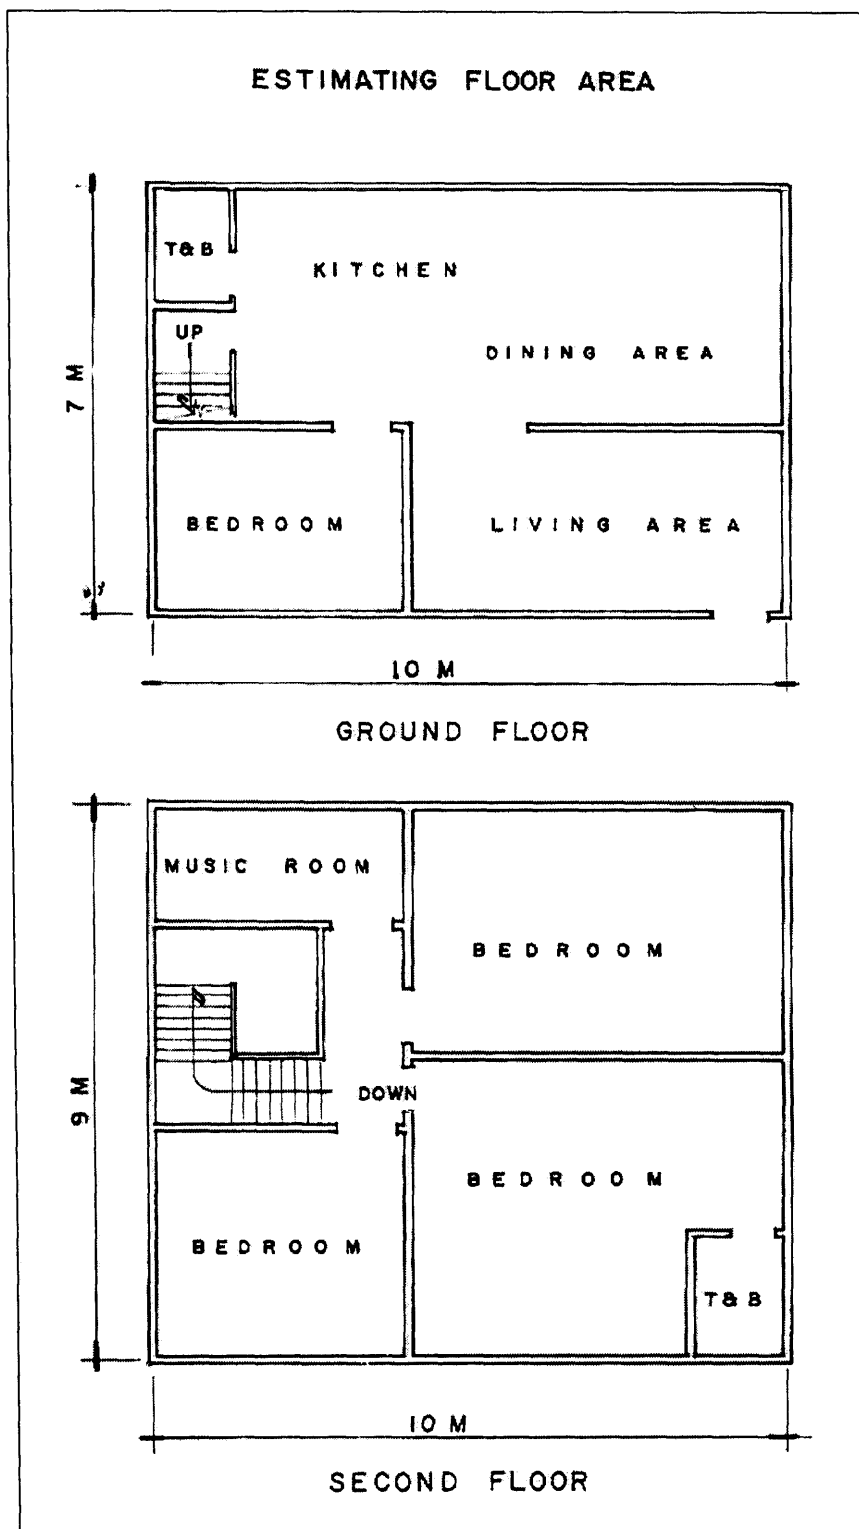 ESTIMATING FLOOR AREA
T&B
KITCHEN
UP
DINING AREA
7 M
BEDROOM
LIVING AREA
10 M
GROUND FLOOR
MUSIC ROOM
BEDROOM
9 M
DOWN
BEDROOM
BEDROOM
T&B
10 M
SECOND FLOOR